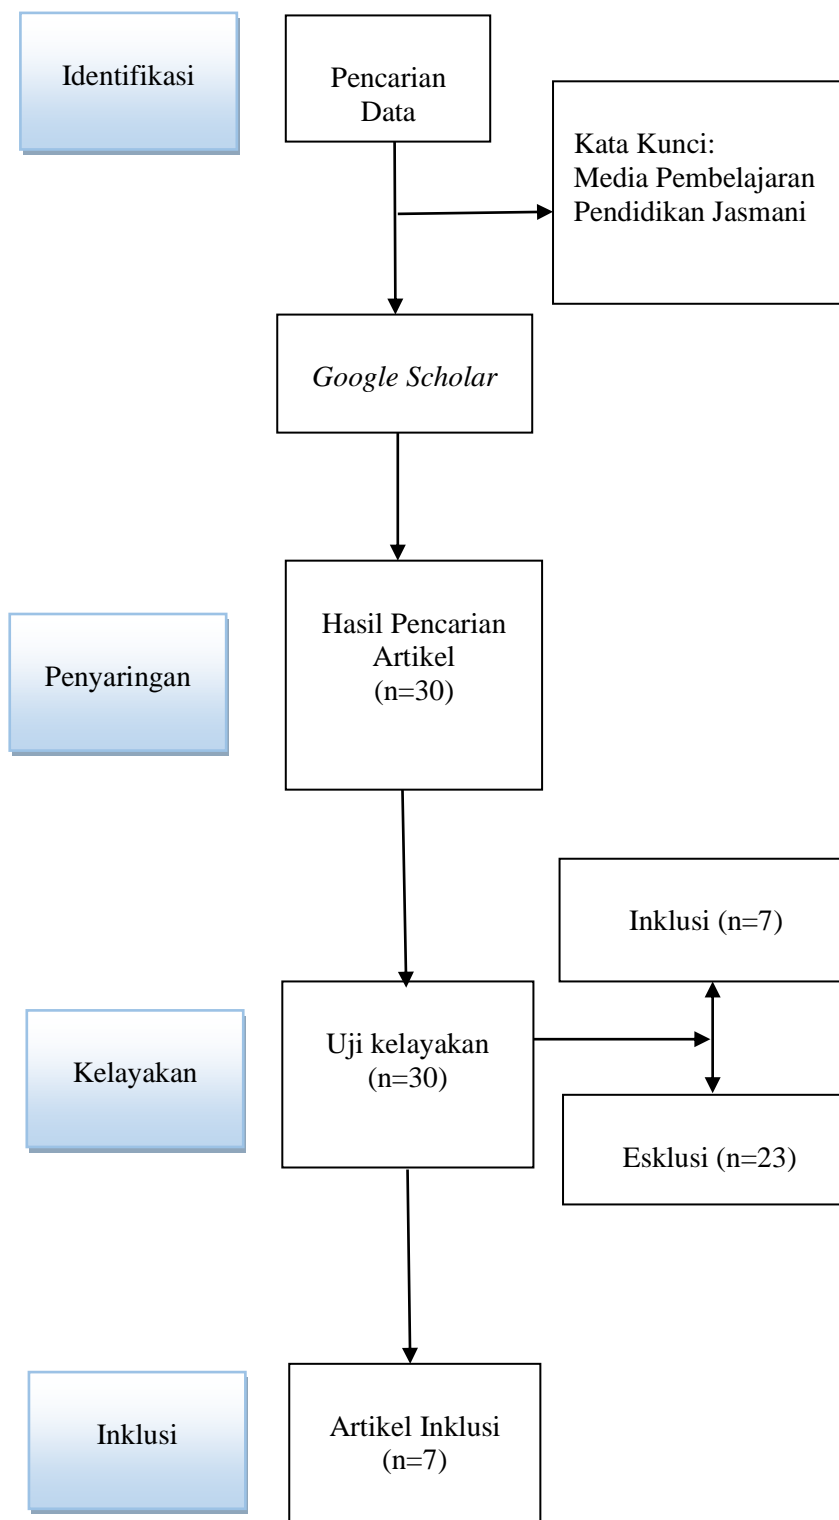 Identifikasi
Pencarian
Data
Kata Kunci:
Media Pembelajaran
Pendidikan Jasmani
Google Scholar
Penyaringan
Hasil Pencarian
Artikel
(n=30)
Inklusi (n=7)
Kelayakan
Uji kelayakan
(n=30)
Esklusi (n=23)
Inklusi
Artikel Inklusi
(n=7)